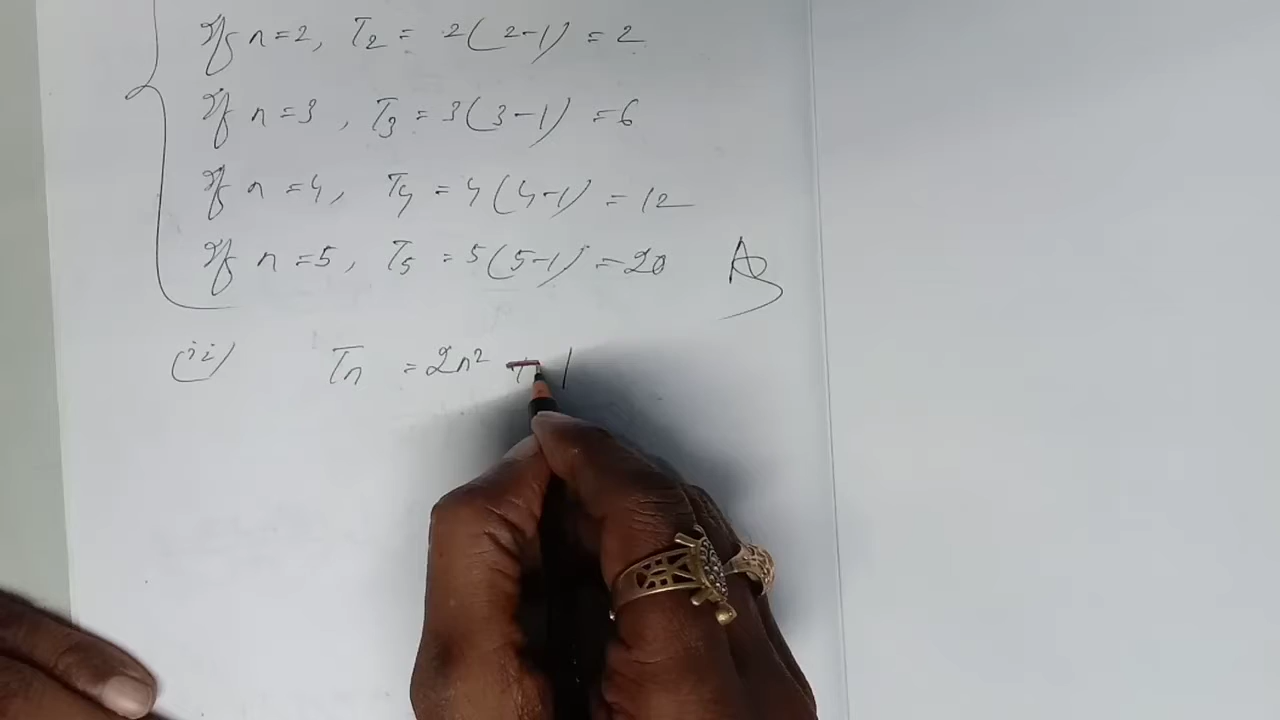 If n=2, T2 = 2(2-1) = 2
If n=3, T3 = 3(3-1) = 6
If n=4, T4 = 4(4-1) = 12
If n=5, T5 = 5(5-1) = 20
(ii) Tn = 2n² - 1